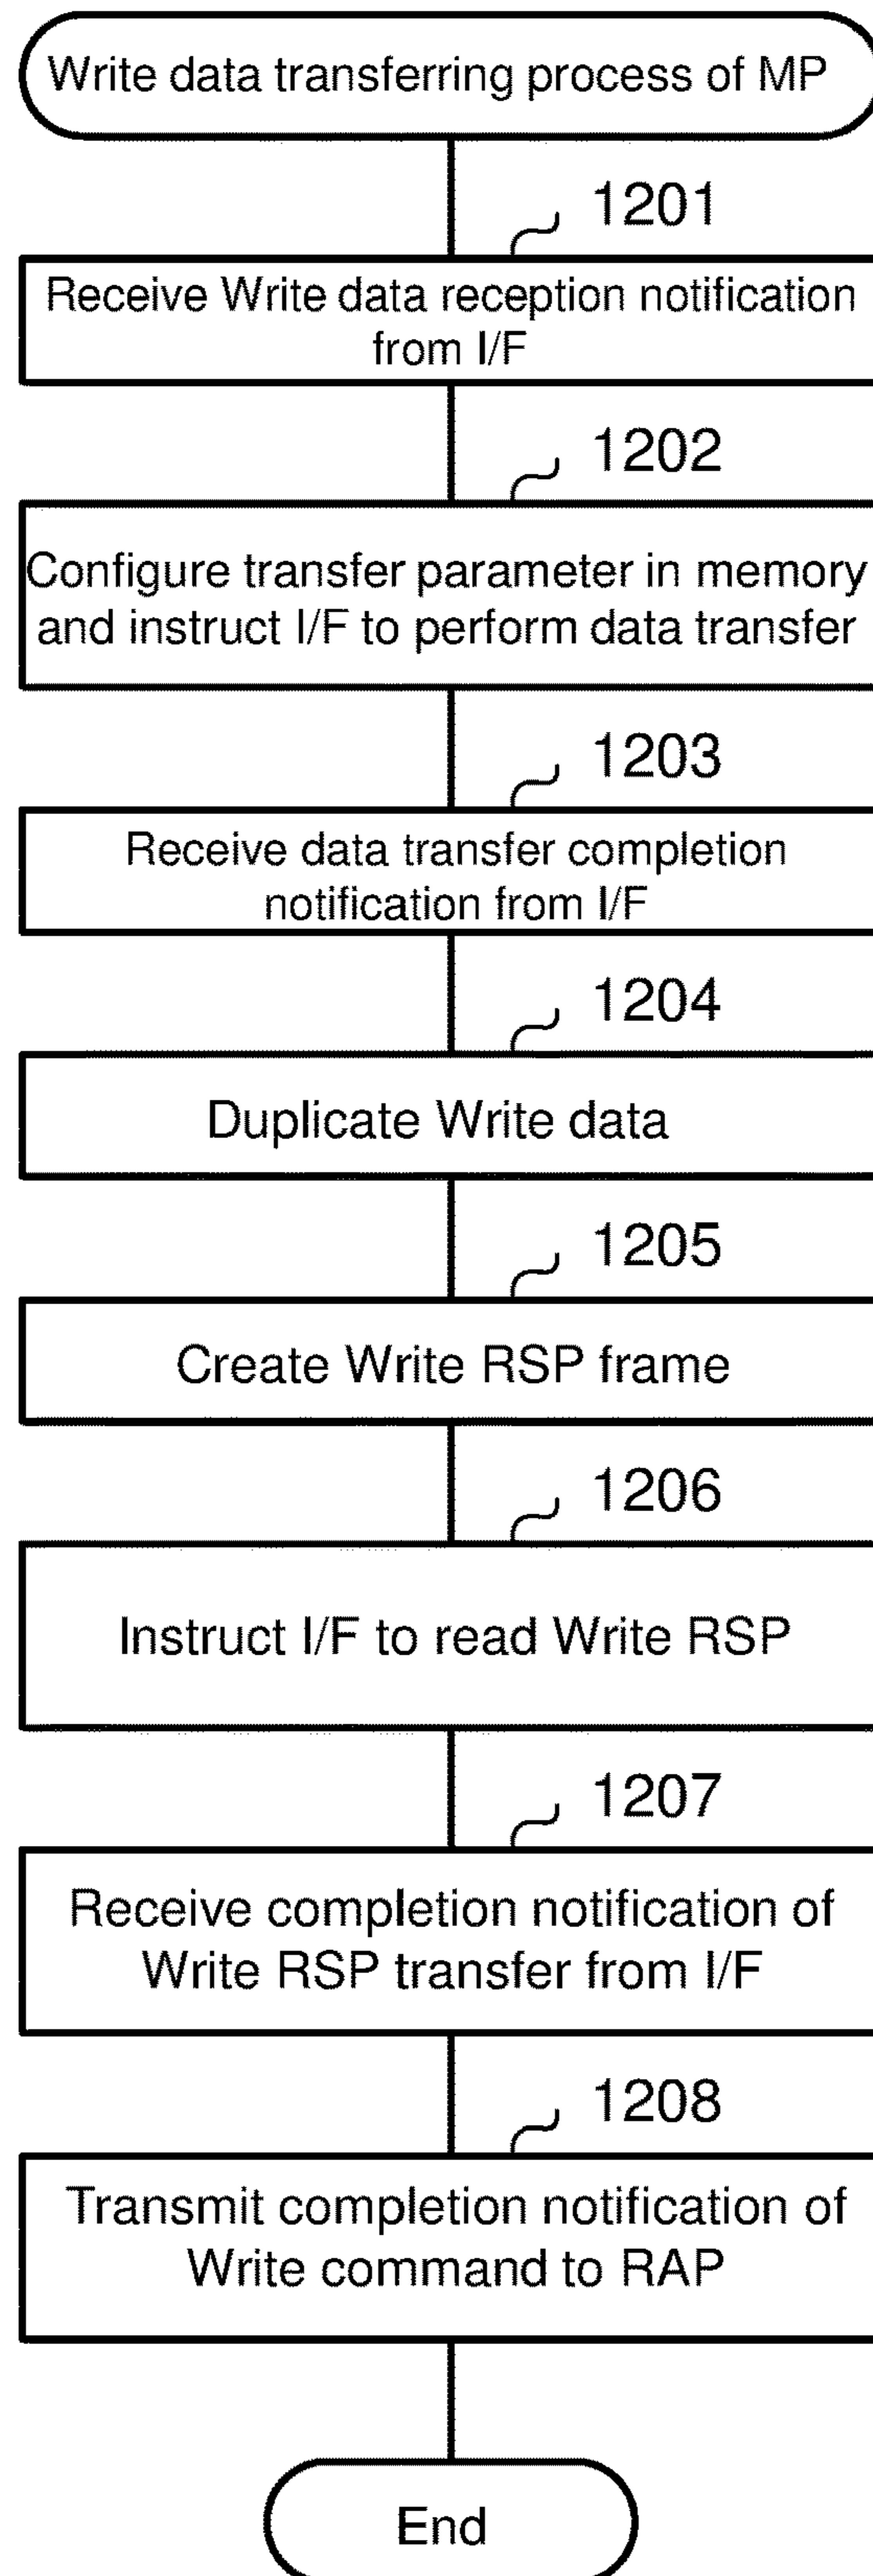 Write data transferring process of MP
1201
Receive Write data reception notification
from I/F
1202
Configure transfer parameter in memory
and instruct I/F to perform data transfer
1203
Receive data transfer completion
notification from I/F
1204
Duplicate Write data
1205
Create Write RSP frame
1206
Instruct I/F to read Write RSP
1207
Receive completion notification of
Write RSP transfer from I/F
1208
Transmit completion notification of
Write command to RAP
End